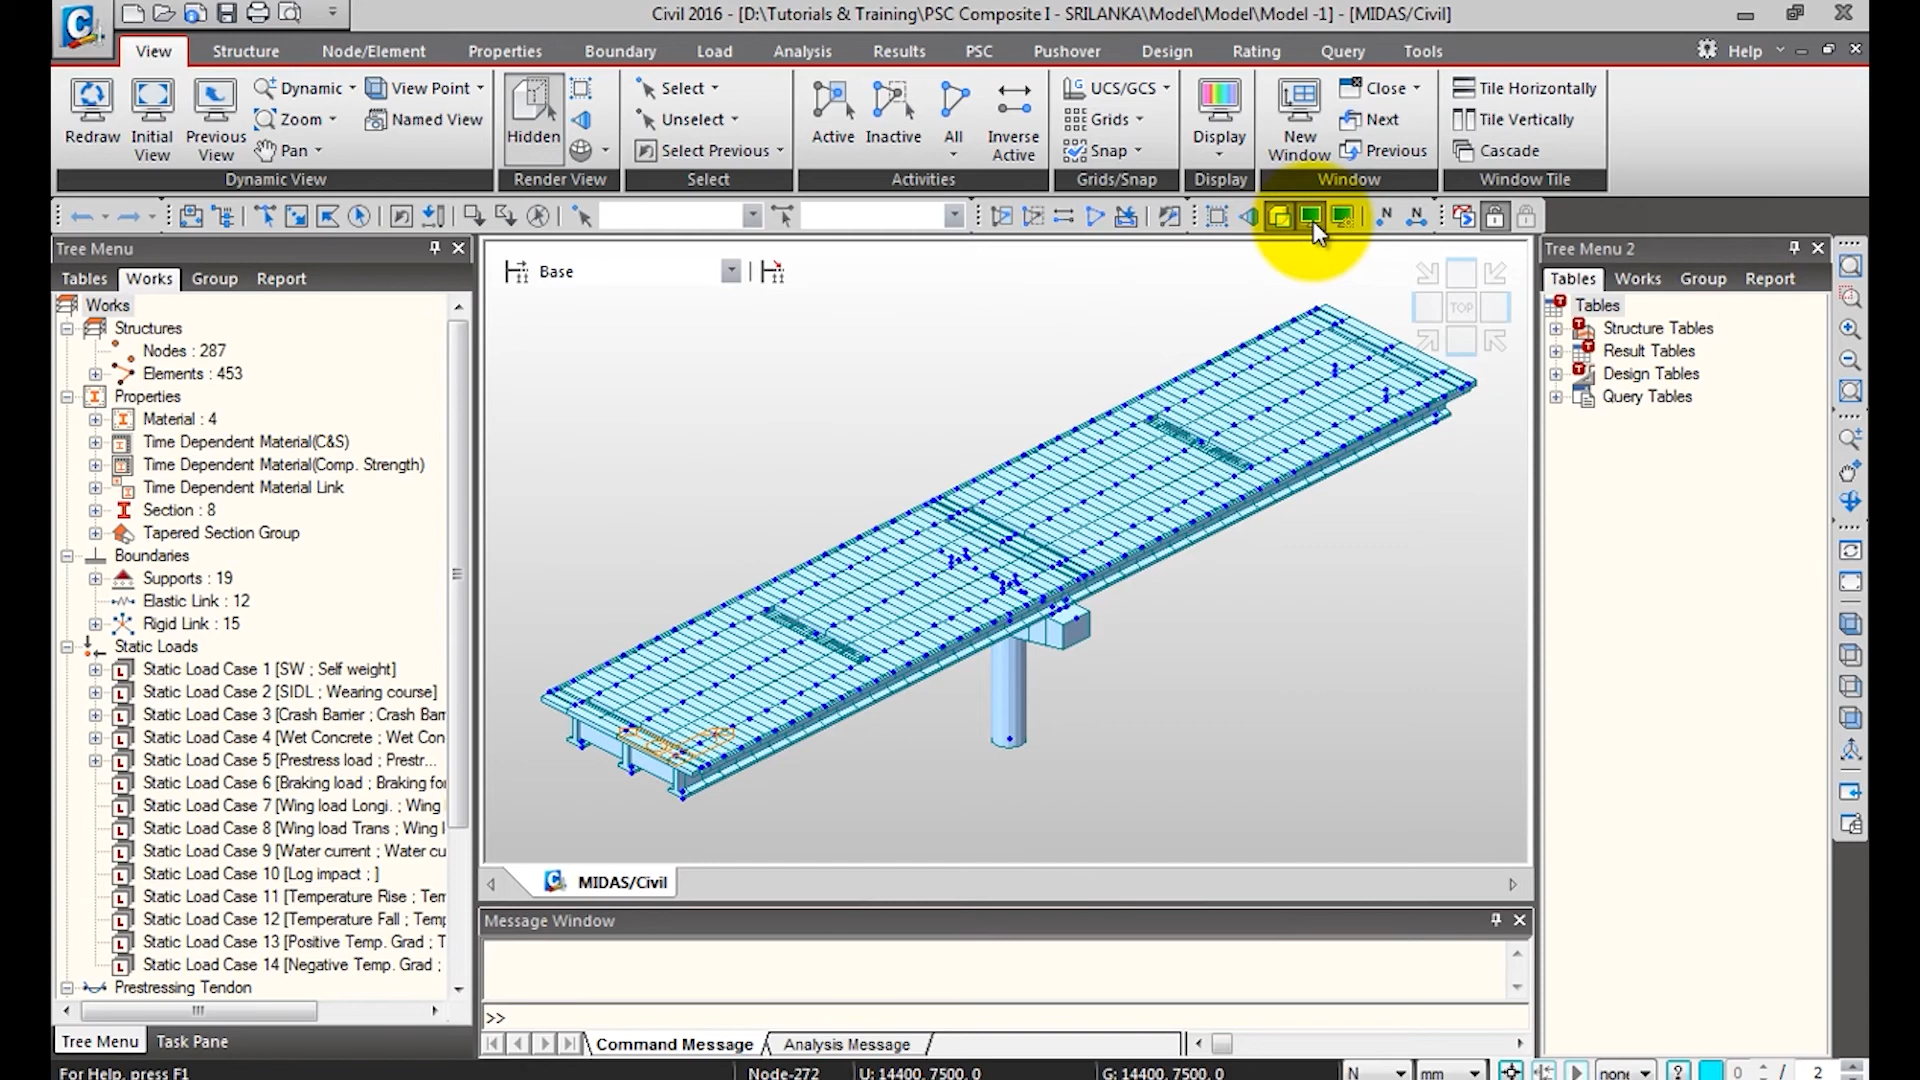 Civil 2016 - [D:\Tutorials & Training\PSC Composite I - SRILANKA\Model\Model\Model -1] - [MIDAS/Civil]
View Structure Node/Element Properties Boundary Load Analysis Results PSC Pushover Design Rating Query Tools Help
Redraw Initial View Previous View Dynamic Zoom Pan View Point Named View
Hidden
Select Unselect Select Previous
Active Inactive All Inverse Active
UCS/GCS Grids Snap
Display
New Window Close Next Previous
Tile Horizontally Tile Vertically Cascade
Dynamic View Render View Select Activities Grids/Snap Display Window Window Tile
Tree Menu
Tables Works Group Report
Works
Structures
Nodes : 287
Elements : 453
Properties
Material : 4
Time Dependent Material(C&S)
Time Dependent Material(Comp. Strength)
Time Dependent Material Link
Section : 8
Tapered Section Group
Boundaries
Supports : 19
Elastic Link : 12
Rigid Link : 15
Static Loads
Static Load Case 1 [SW ; Self weight]
Static Load Case 2 [SIDL ; Wearing course]
Static Load Case 3 [Crash Barrier ; Crash Barr
Static Load Case 4 [Wet Concrete ; Wet Con
Static Load Case 5 [Prestress load ; Prestr...
Static Load Case 6 [Braking load ; Braking for
Static Load Case 7 [Wing load Longi. ; Wing
Static Load Case 8 [Wing load Trans ; Wing l
Static Load Case 9 [Water current ; Water cu
Static Load Case 10 [Log impact ; ]
Static Load Case 11 [Temperature Rise ; Tem
Static Load Case 12 [Temperature Fall ; Temp
Static Load Case 13 [Positive Temp. Grad ; T
Static Load Case 14 [Negative Temp. Grad ;
Prestressing Tendon
Tree Menu Task Pane
Base
TOP
MIDAS/Civil
Message Window
>>
Command Message Analysis Message
Tree Menu 2
Tables Works Group Report
Tables
Structure Tables
Result Tables
Design Tables
Query Tables
For Help, press F1 Node-272 U: 14400, 7500, 0 G: 14400, 7500, 0 N mm none ? 0 / 2